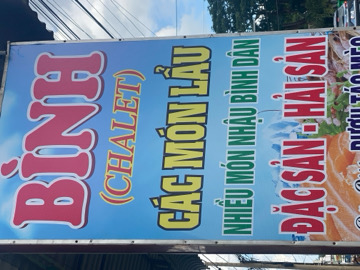 BÌNH
(CHALET)
CÁC MÓN LẨU
NHIỀU MÓN NHẬU BÌNH DÂN
ĐẶC SẢN - HẢI SẢN